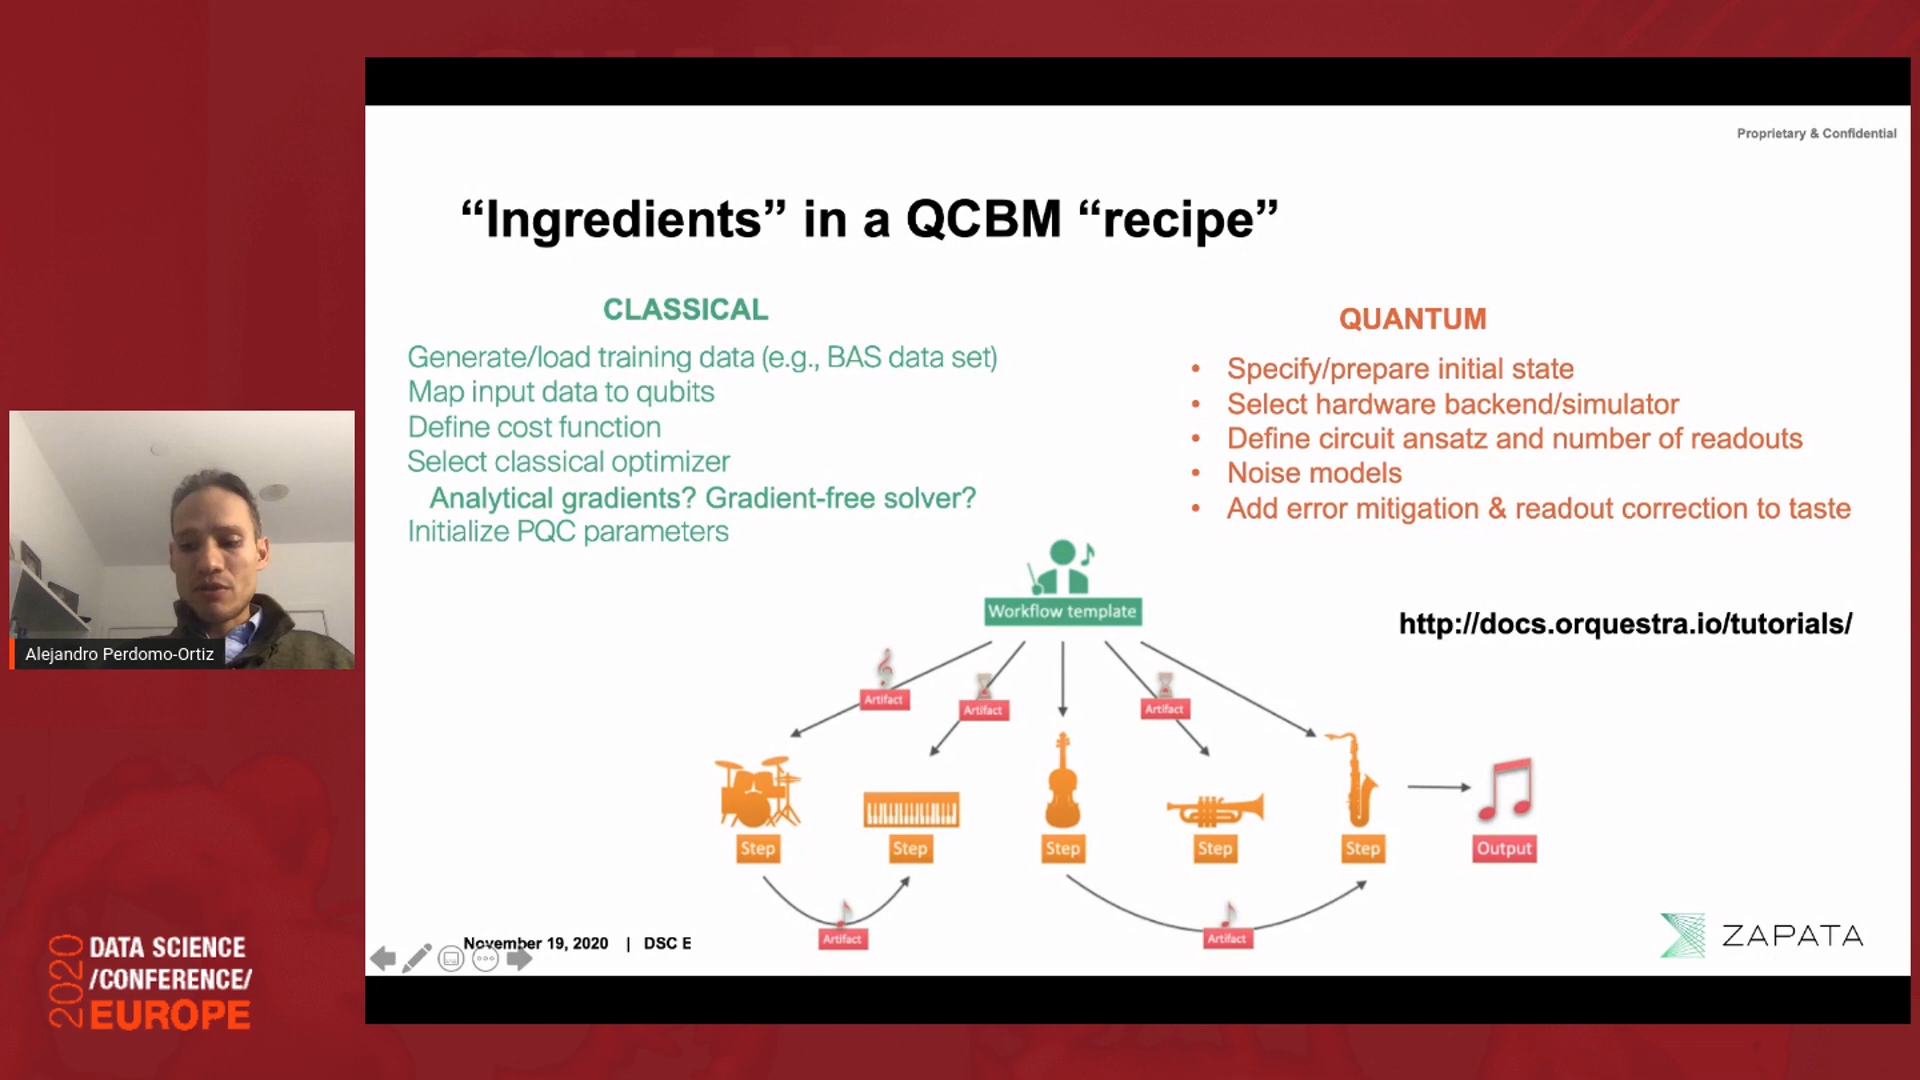 Proprietary & Confidential
“Ingredients” in a QCBM “recipe”
CLASSICAL
Generate/load training data (e.g., BAS data set)
Map input data to qubits
Define cost function
Select classical optimizer
Analytical gradients? Gradient-free solver?
Initialize PQC parameters
QUANTUM
• Specify/prepare initial state
• Select hardware backend/simulator
• Define circuit ansatz and number of readouts
• Noise models
• Add error mitigation & readout correction to taste
Workflow template
http://docs.orquestra.io/tutorials/
Artifact
Artifact
Artifact
Step
Step
Step
Step
Step
Output
Artifact
Artifact
November 19, 2020 | DSC E
ZAPATA
Alejandro Perdomo-Ortiz
2020
DATA SCIENCE
/CONFERENCE/
EUROPE